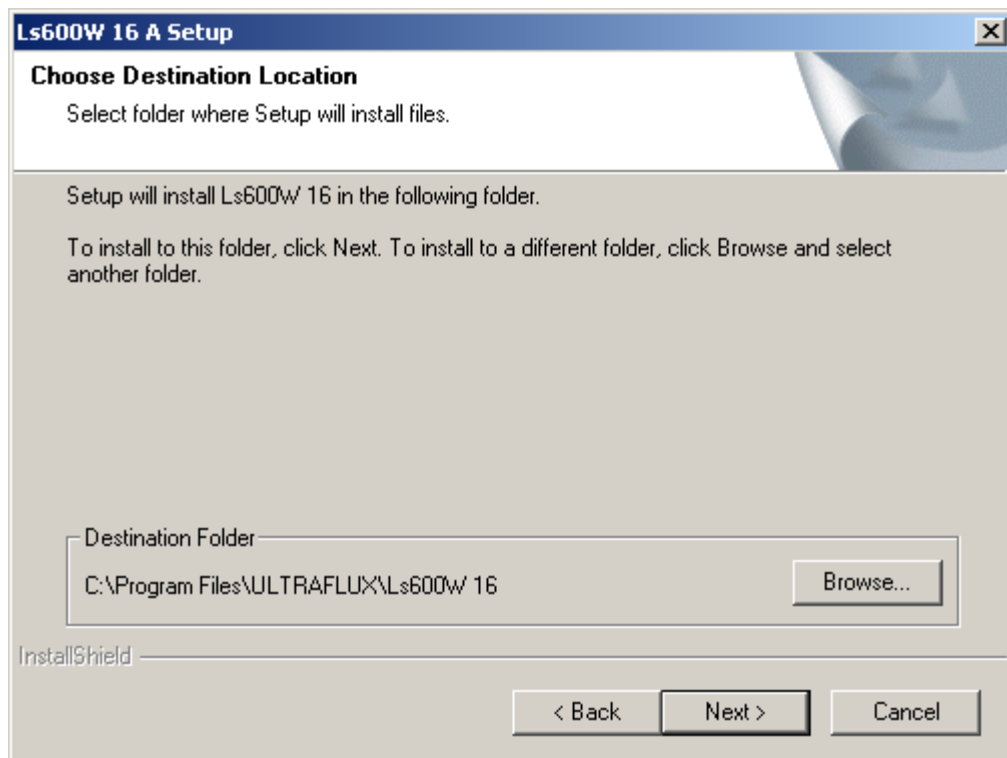 Ls600W 16 A Setup
Choose Destination Location
Select folder where Setup will install files.
Setup will install Ls600W 16 in the following folder.
To install to this folder, click Next. To install to a different folder, click Browse and select
another folder.
Destination Folder
C:\Program Files\ULTRAFLUX\Ls600W 16
Browse...
InstallShield
< Back
Next >
Cancel